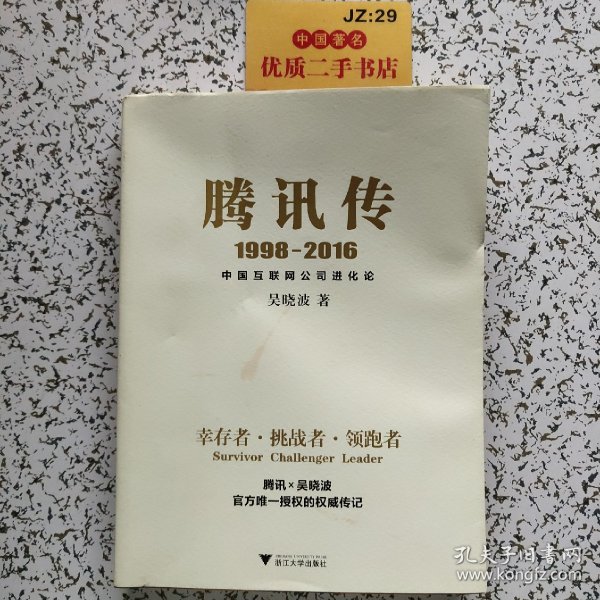 JZ:29
中国著名
优质二手书店
腾讯传
1998-2016
中国互联网公司进化论
吴晓波 著
幸存者·挑战者·领跑者
Survivor Challenger Leader
腾讯×吴晓波
官方唯一授权的权威传记
ZHEJIANG UNIVERSITY PRESS
浙江大学出版社
孔夫子旧书网
www.kongfz.com